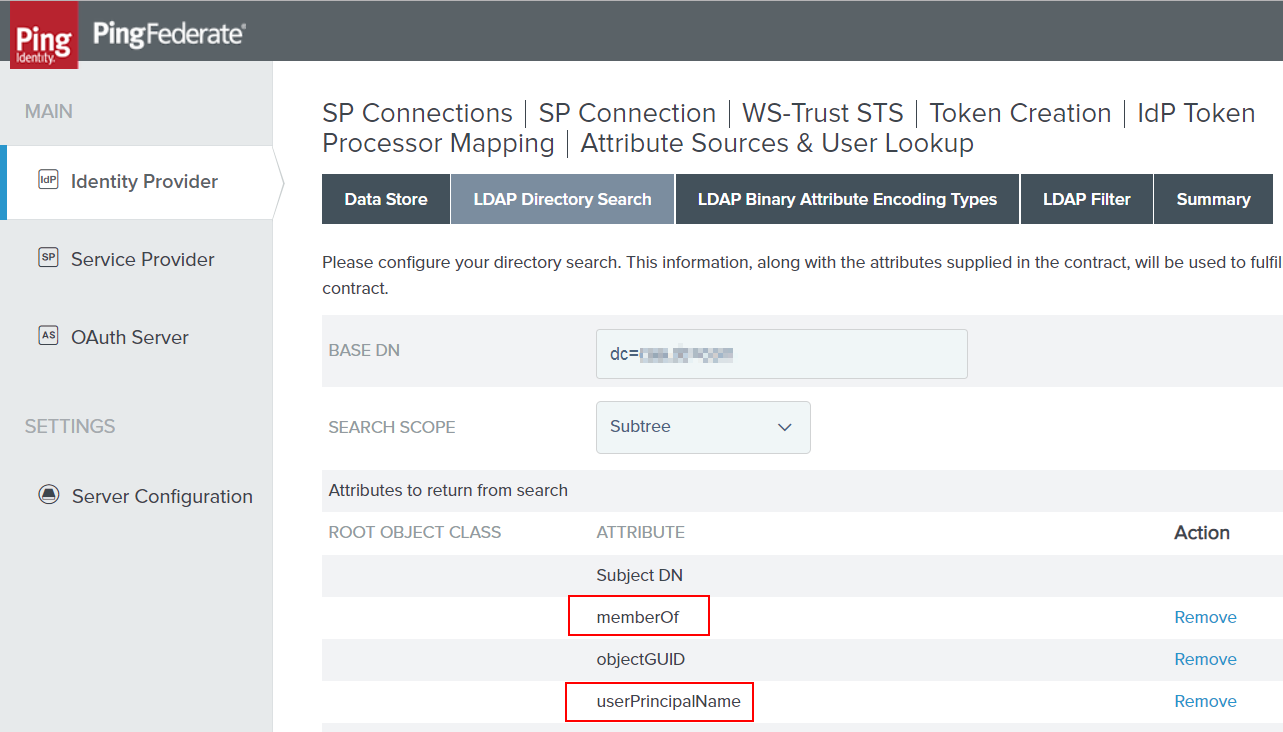 Ping
Identity.
PingFederate
MAIN
IdP Identity Provider
SP Service Provider
AS OAuth Server
SETTINGS
Server Configuration
SP Connections | SP Connection | WS-Trust STS | Token Creation | IdP Token
Processor Mapping | Attribute Sources & User Lookup
Data Store LDAP Directory Search LDAP Binary Attribute Encoding Types LDAP Filter Summary
Please configure your directory search. This information, along with the attributes supplied in the contract, will be used to fulfil
contract.
BASE DN dc=
SEARCH SCOPE Subtree
Attributes to return from search
ROOT OBJECT CLASS ATTRIBUTE Action
Subject DN
memberOf Remove
objectGUID Remove
userPrincipalName Remove